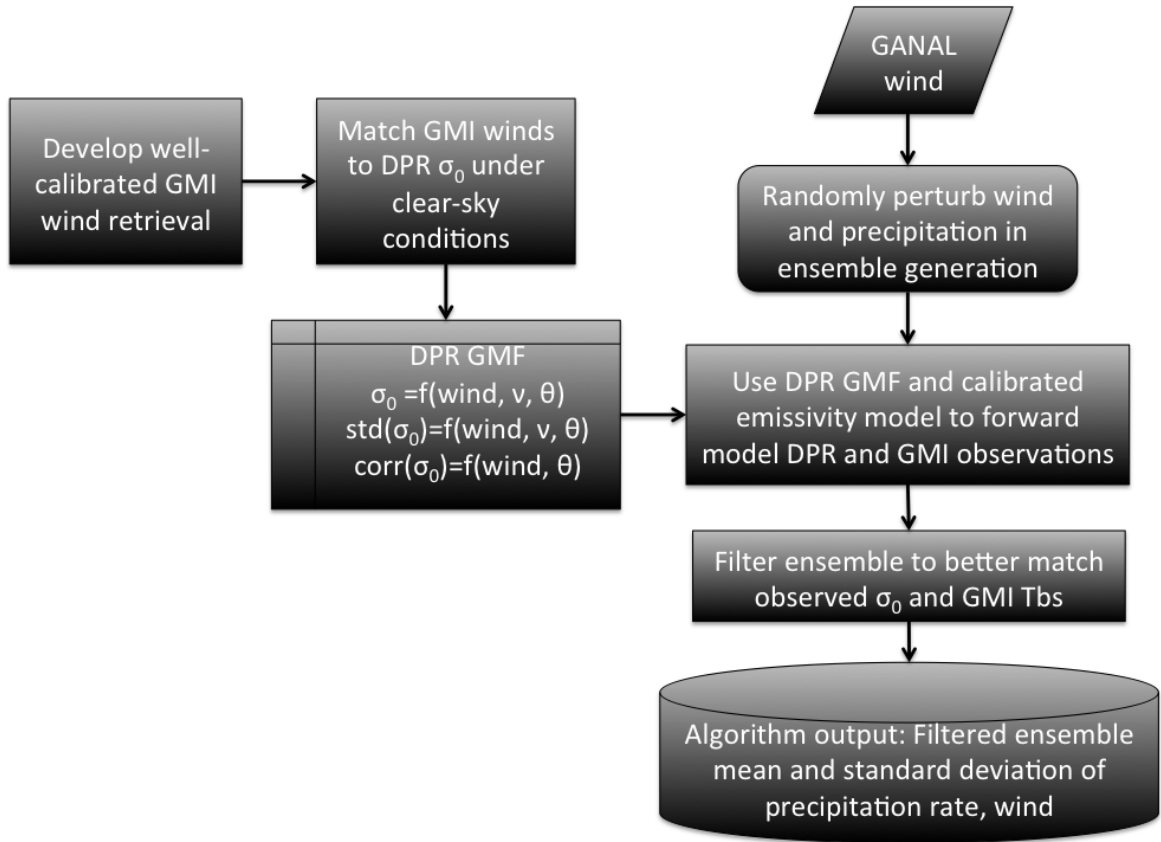 GANAL
wind
Develop well-
calibrated GMI
wind retrieval
Match GMI winds
to DPR σ₀ under
clear-sky
conditions
Randomly perturb wind
and precipitation in
ensemble generation
DPR GMF
σ₀ =f(wind, ν, θ)
std(σ₀)=f(wind, ν, θ)
corr(σ₀)=f(wind, θ)
Use DPR GMF and calibrated
emissivity model to forward
model DPR and GMI observations
Filter ensemble to better match
observed σ₀ and GMI Tbs
Algorithm output: Filtered ensemble
mean and standard deviation of
precipitation rate, wind